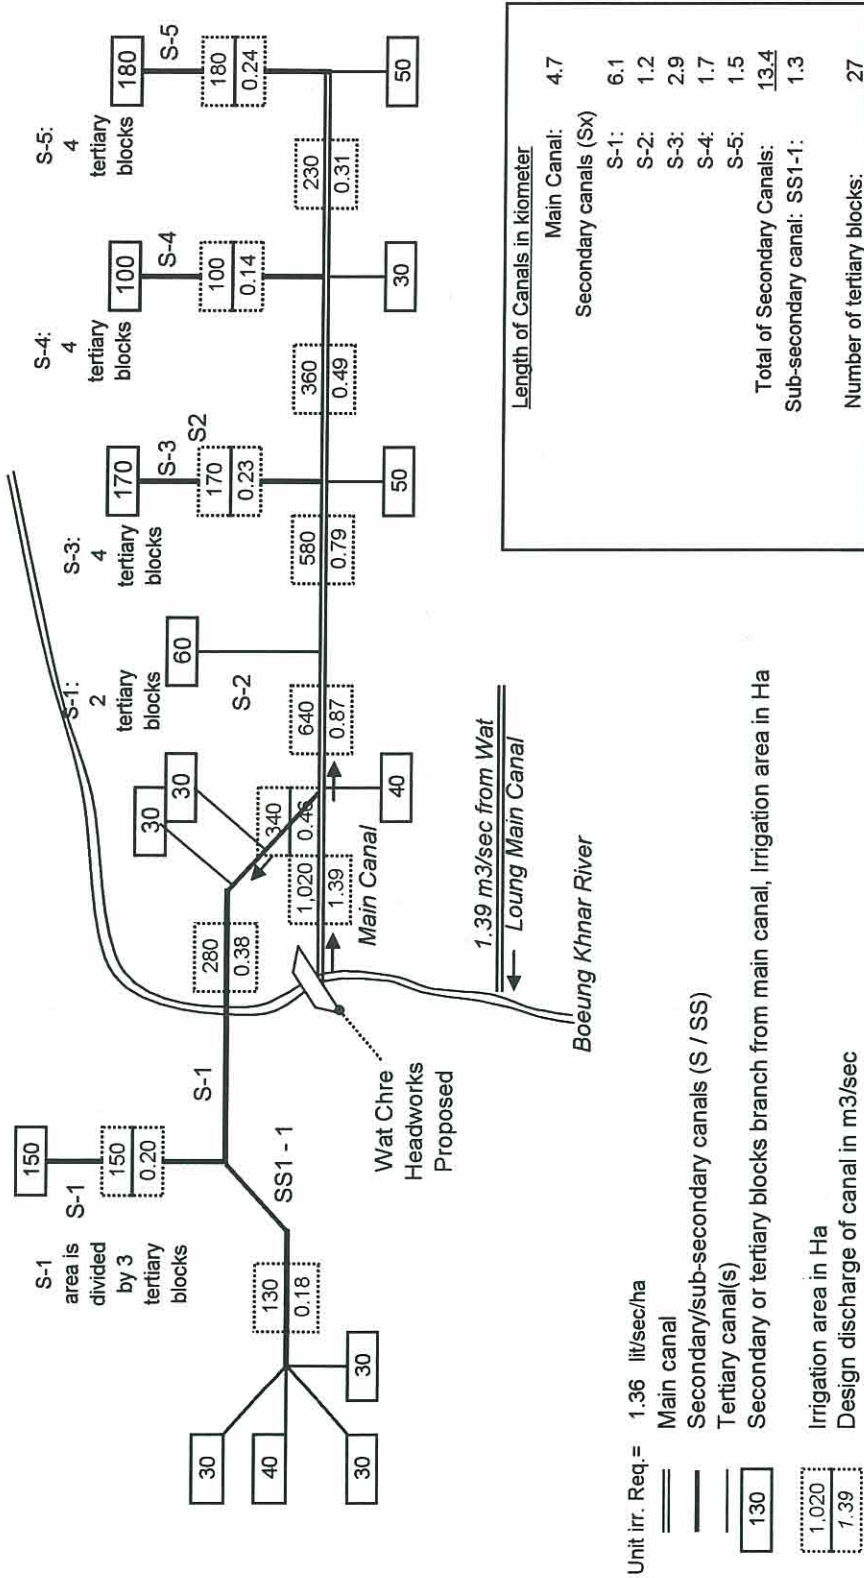 S-1
area is
divided
by 3
tertiary
blocks
150
S-1
150
0.20
S-1
SS1 - 1
130
0.18
30
40
30
30
280
0.38
30
30
340
0.46
1,020
1.39
Main Canal
40
Wat Chre
Headworks
Proposed
Boeung Khnar River
1.39 m3/sec from Wat
Loung Main Canal
S-1:
2
tertiary
blocks
60
S-2
640
0.87
S-3:
4
tertiary
blocks
170
S-3
S2
170
0.23
580
0.79
50
S-4:
4
tertiary
blocks
100
S-4
100
0.14
360
0.49
30
S-5:
4
tertiary
blocks
180
S-5
180
0.24
230
0.31
50
Unit irr. Req.= 1.36 lit/sec/ha
Main canal
Secondary/sub-secondary canals (S / SS)
Tertiary canal(s)
130 Secondary or tertiary blocks branch from main canal, Irrigation area in Ha
1,020 Irrigation area in Ha
1.39 Design discharge of canal in m3/sec
Length of Canals in kiometer
Main Canal: 4.7
Secondary canals (Sx)
S-1: 6.1
S-2: 1.2
S-3: 2.9
S-4: 1.7
S-5: 1.5
Total of Secondary Canals: 13.4
Sub-secondary canal: SS1-1: 1.3
Number of tertiary blocks: 27